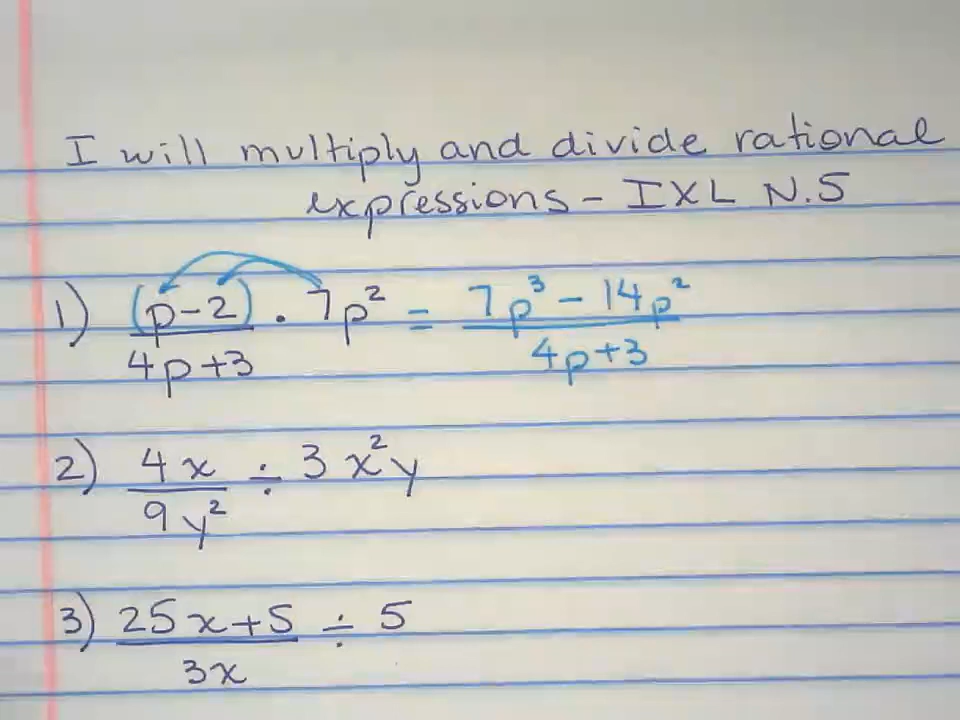 I will multiply and divide rational
expressions - IXL N.5
1) (p-2)/(4p+3) · 7p² = (7p³ - 14p²)/(4p+3)
2) 4x/9y² ÷ 3x²y
3) (25x+5)/3x ÷ 5